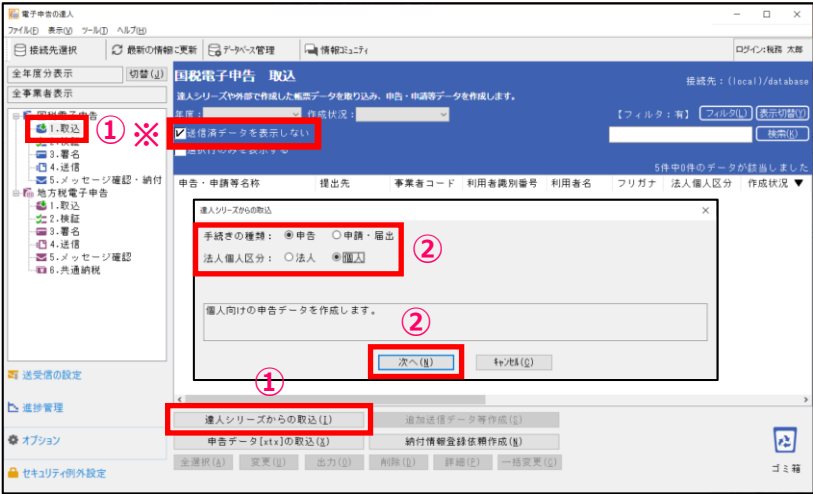 電子申告の達人
ファイル(F) 表示(V) ツール(T) ヘルプ(H)
接続先選択 最新の情報に更新 データベース管理 情報コミュニティ ログイン:税務 太郎
全年度分表示 切替(J)
全事業者表示
国税電子申告
1.取込
2.検証
3.署名
4.送信
5.メッセージ確認・納付
地方税電子申告
1.取込
2.検証
3.署名
4.送信
5.メッセージ確認
6.共通納税
① ※
送受信の設定
進捗管理
オプション
セキュリティ例外設定
国税電子申告 取込
接続先:(local)/database
達人シリーズや外部で作成した帳票データを取り込み、申告・申請等データを作成します。
年度: 作成状況: 【フィルタ:有】 フィルタ(L) 表示切替(Y)
送信済データを表示しない 検索(K)
選択行のみを表示する
5件中0件のデータが該当しました
申告・申請等名称 提出先 事業者コード 利用者識別番号 利用者名 フリガナ 法人個人区分 作成状況 ▼
達人シリーズからの取込
手続きの種類: 申告 申請・届出
法人個人区分: 法人 個人
②
個人向けの申告データを作成します。
②
次へ(N) キャンセル(C)
①
達人シリーズからの取込(I) 追加送信データ等作成(E)
申告データ[xtx]の取込(X) 納付情報登録依頼作成(N)
全選択(A) 変更(U) 出力(O) 削除(D) 詳細(P) 一括変更(C)
ゴミ箱